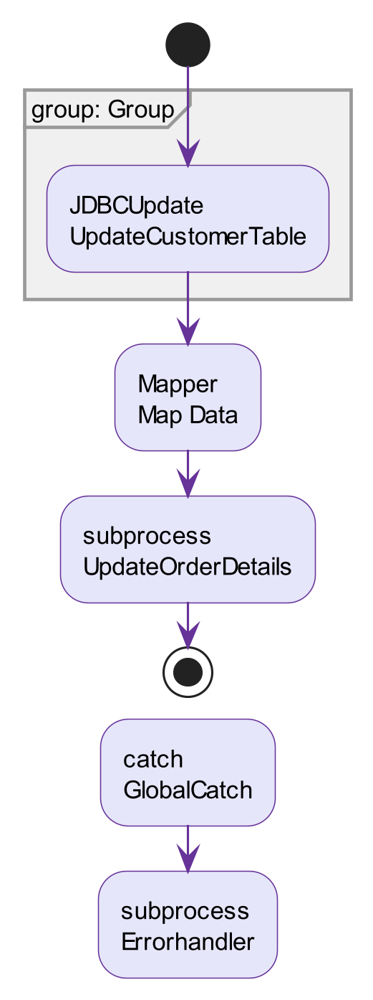 group: Group
JDBCUpdate
UpdateCustomerTable
Mapper
Map Data
subprocess
UpdateOrderDetails
catch
GlobalCatch
subprocess
Errorhandler